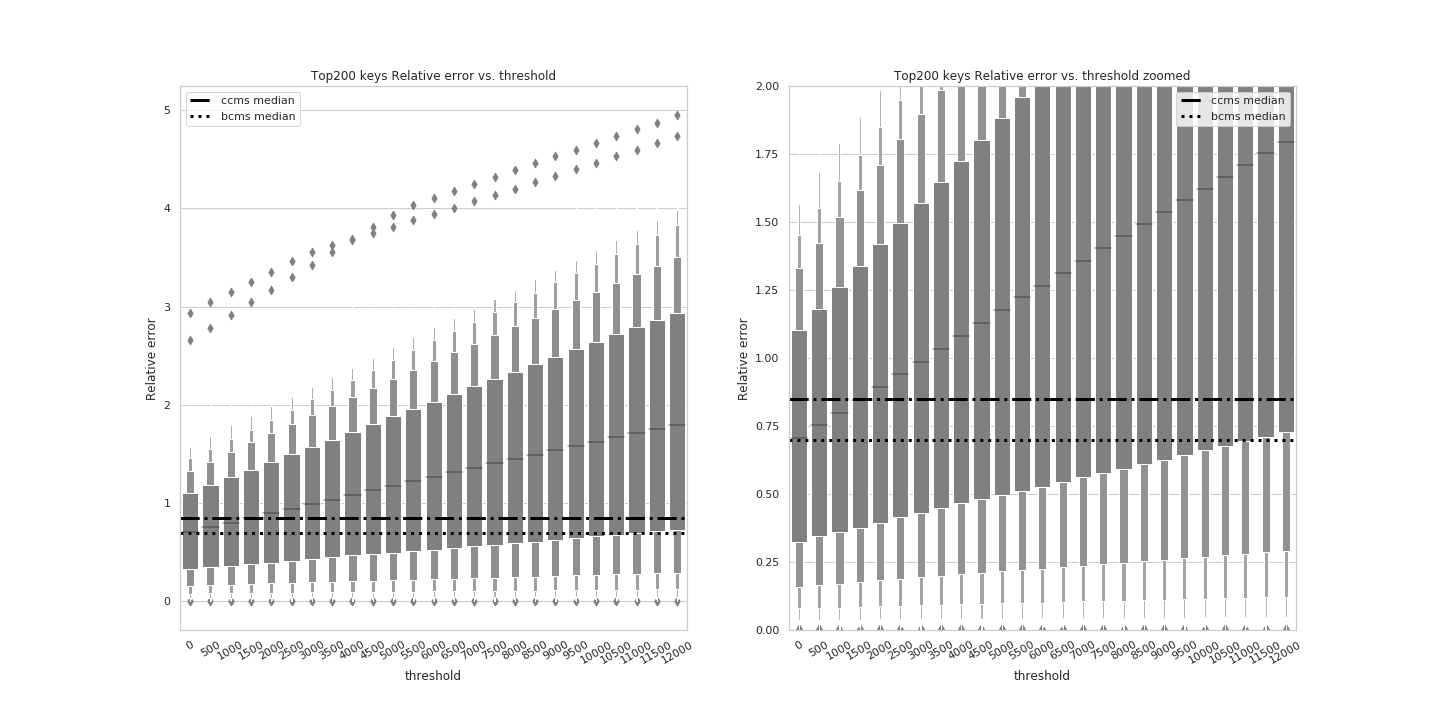 Top200 keys Relative error vs. threshold
ccms median
bcms median
5
4
3
2
1
0
Relative error
0 500 1000 1500 2000 2500 3000 3500 4000 4500 5000 5500 6000 6500 7000 7500 8000 8500 9000 9500 10000 10500 11000 11500 12000
threshold
Top200 keys Relative error vs. threshold zoomed
ccms median
bcms median
2.00
1.75
1.50
1.25
1.00
0.75
0.50
0.25
0.00
Relative error
0 500 1000 1500 2000 2500 3000 3500 4000 4500 5000 5500 6000 6500 7000 7500 8000 8500 9000 9500 10000 10500 11000 11500 12000
threshold